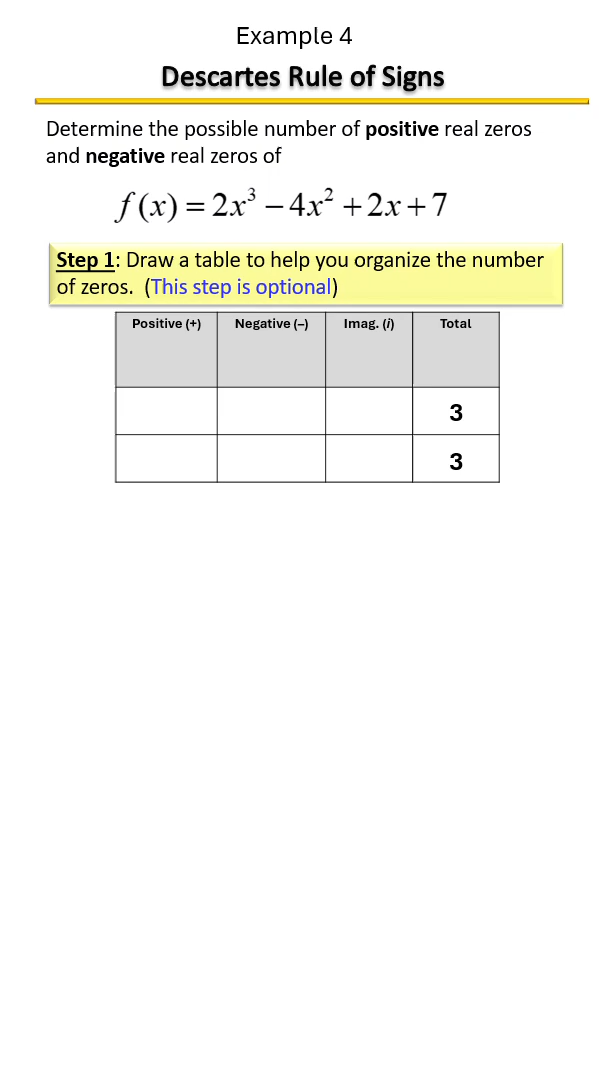 Example 4
Descartes Rule of Signs
Determine the possible number of positive real zeros
and negative real zeros of
f (x) = 2x³ − 4x² + 2x + 7
Step 1: Draw a table to help you organize the number
of zeros. (This step is optional)
Positive (+) Negative (–) Imag. (i) Total
3
3